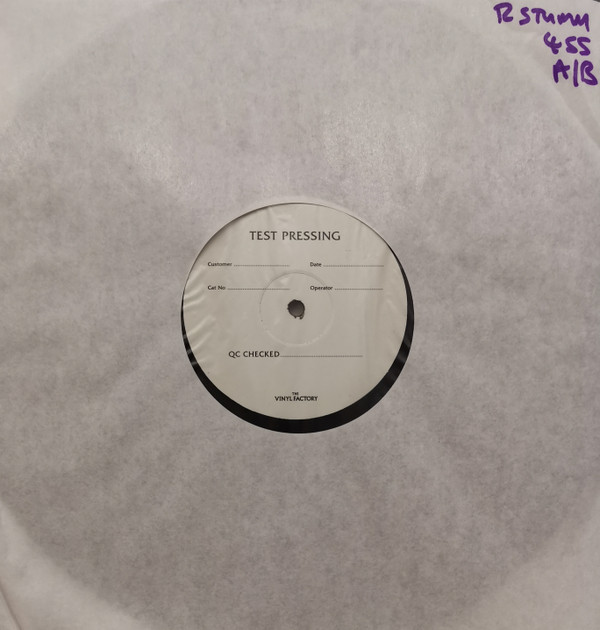 R STUMM
455
A/B
TEST PRESSING
Customer Date
Cat No Operator
QC CHECKED
THE
VINYL FACTORY